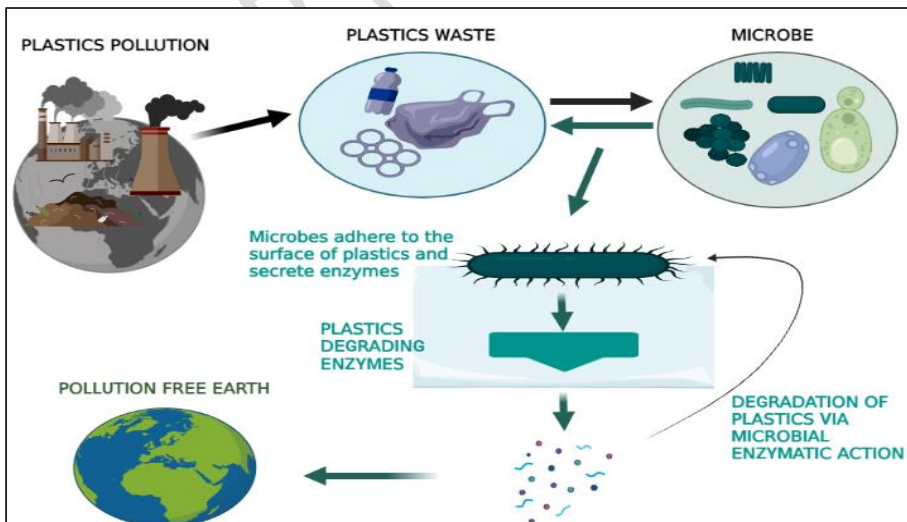 PLASTICS POLLUTION
PLASTICS WASTE
MICROBE
Microbes adhere to the
surface of plastics and
secrete enzymes
PLASTICS
DEGRADING
ENZYMES
POLLUTION FREE EARTH
DEGRADATION OF
PLASTICS VIA
MICROBIAL
ENZYMATIC ACTION